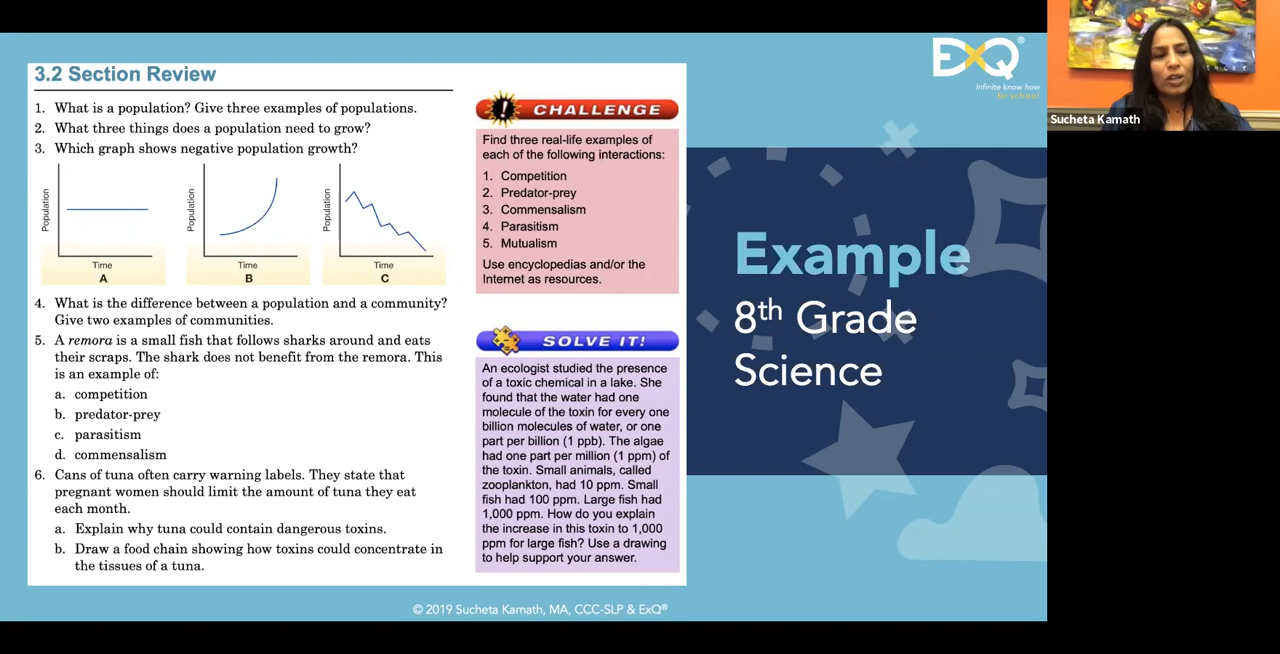 3.2 Section Review
1. What is a population? Give three examples of populations.
2. What three things does a population need to grow?
3. Which graph shows negative population growth?
Population
Time
A
Population
Time
B
Population
Time
C
4. What is the difference between a population and a community?
Give two examples of communities.
5. A remora is a small fish that follows sharks around and eats
their scraps. The shark does not benefit from the remora. This
is an example of:
a. competition
b. predator-prey
c. parasitism
d. commensalism
6. Cans of tuna often carry warning labels. They state that
pregnant women should limit the amount of tuna they eat
each month.
a. Explain why tuna could contain dangerous toxins.
b. Draw a food chain showing how toxins could concentrate in
the tissues of a tuna.
CHALLENGE
Find three real-life examples of
each of the following interactions:
1. Competition
2. Predator-prey
3. Commensalism
4. Parasitism
5. Mutualism
Use encyclopedias and/or the
Internet as resources.
SOLVE IT!
An ecologist studied the presence
of a toxic chemical in a lake. She
found that the water had one
molecule of the toxin for every one
billion molecules of water, or one
part per billion (1 ppb). The algae
had one part per million (1 ppm) of
the toxin. Small animals, called
zooplankton, had 10 ppm. Small
fish had 100 ppm. Large fish had
1,000 ppm. How do you explain
the increase in this toxin to 1,000
ppm for large fish? Use a drawing
to help support your answer.
ExQ®
Infinite know how
for school
Example
8th Grade
Science
© 2019 Sucheta Kamath, MA, CCC-SLP & ExQ®
Sucheta Kamath